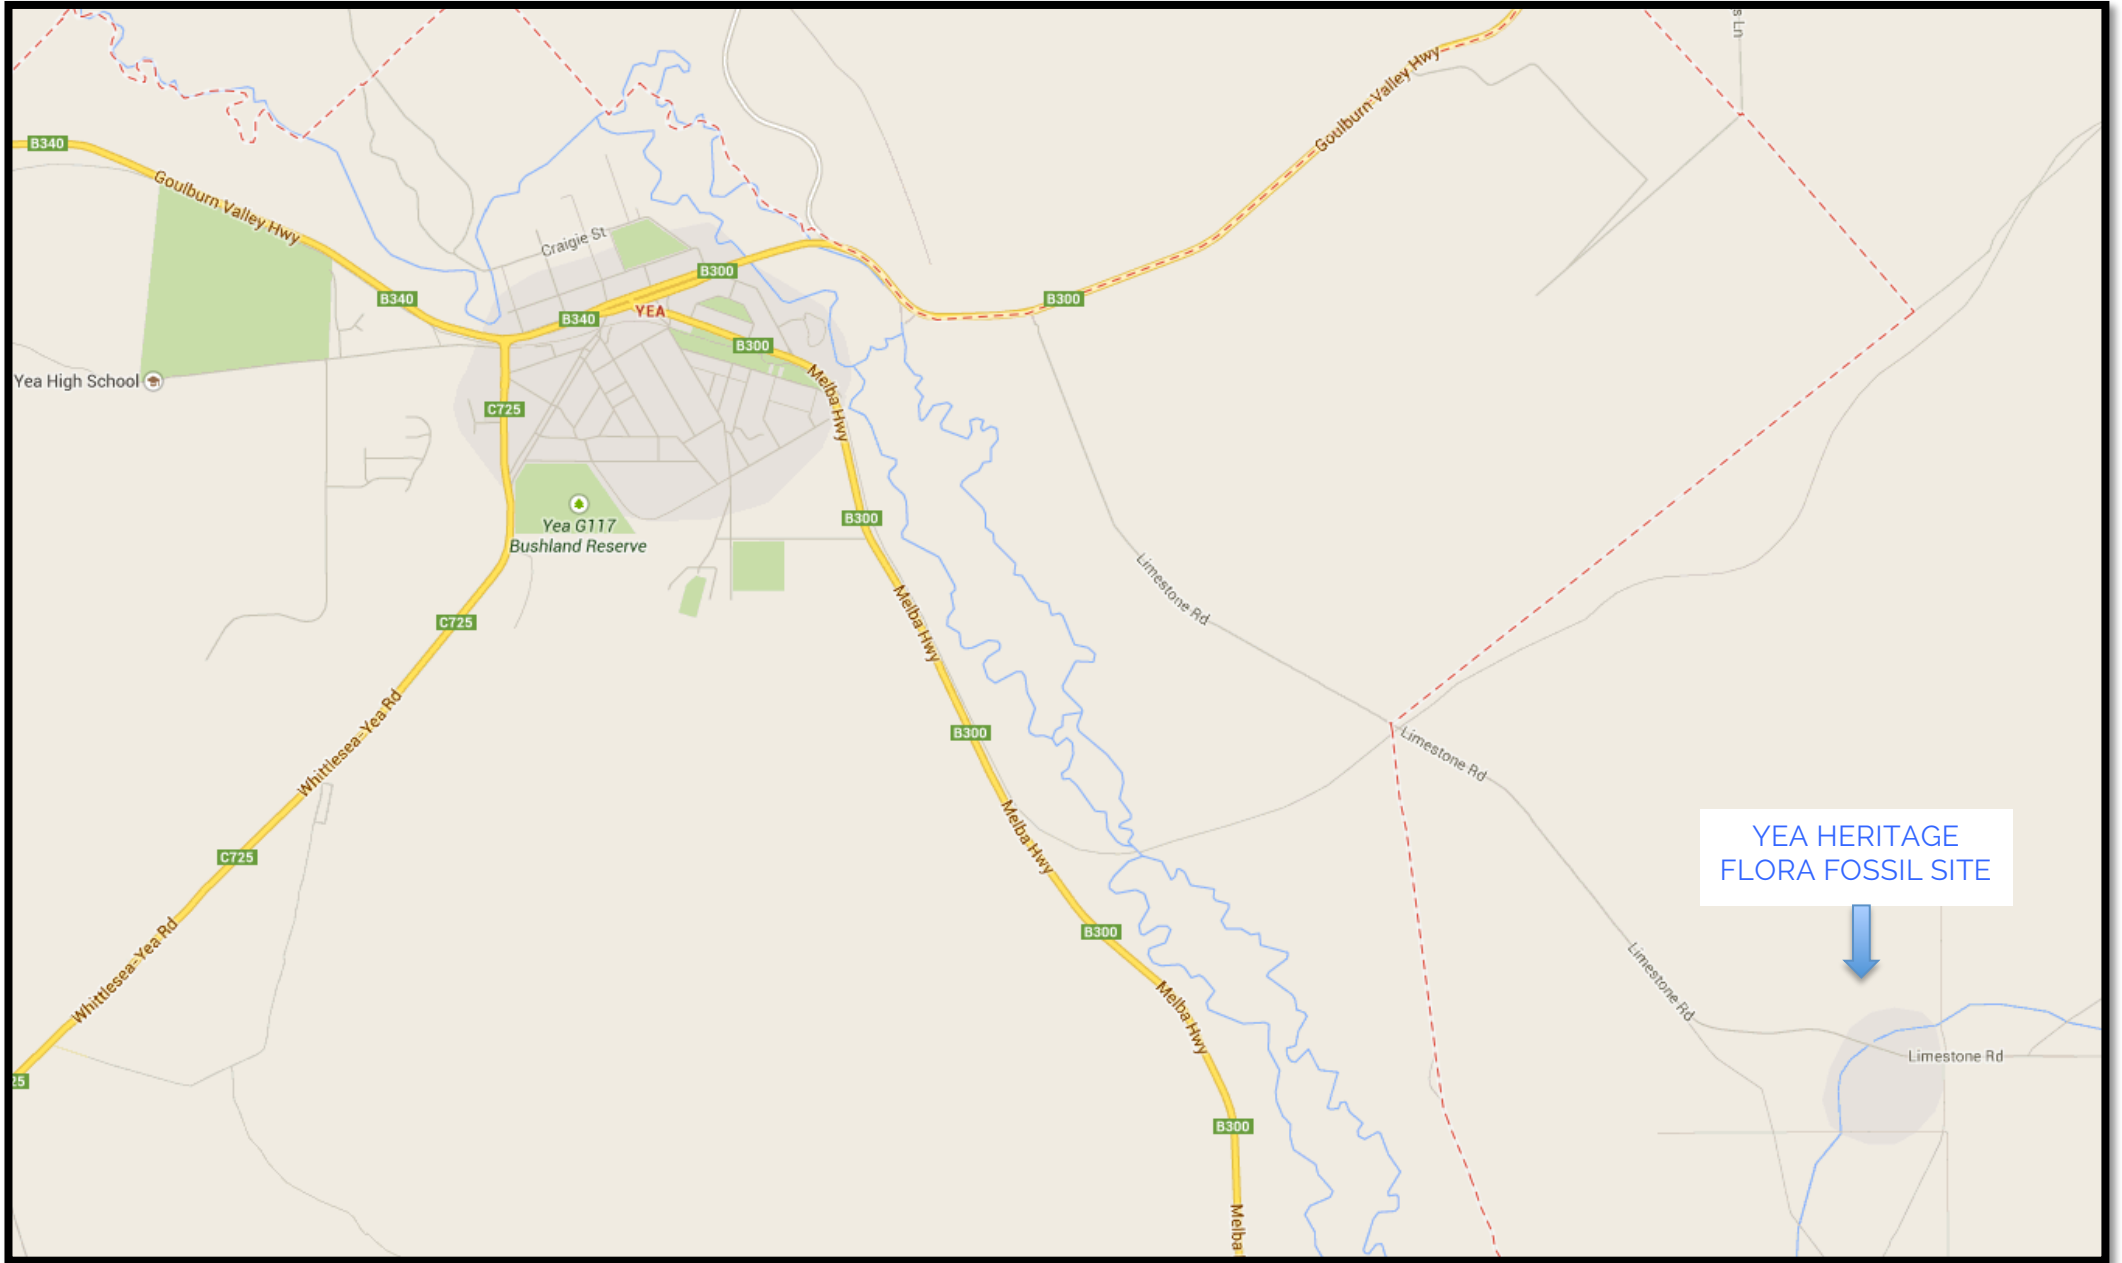 s Ln
Goulburn Valley Hwy
B340
Goulburn Valley Hwy
Craigie St
B300
B340
B300
B340
YEA
B300
Yea High School
Melba Hwy
C725
Yea G117
Bushland Reserve
B300
Limestone Rd
Melba Hwy
C725
Whittlesea-Yea Rd
B300
Limestone Rd
Melba Hwy
YEA HERITAGE
FLORA FOSSIL SITE
C725
B300
Whittlesea-Yea Rd
Limestone Rd
Melba Hwy
Limestone Rd
25
B300
Melba